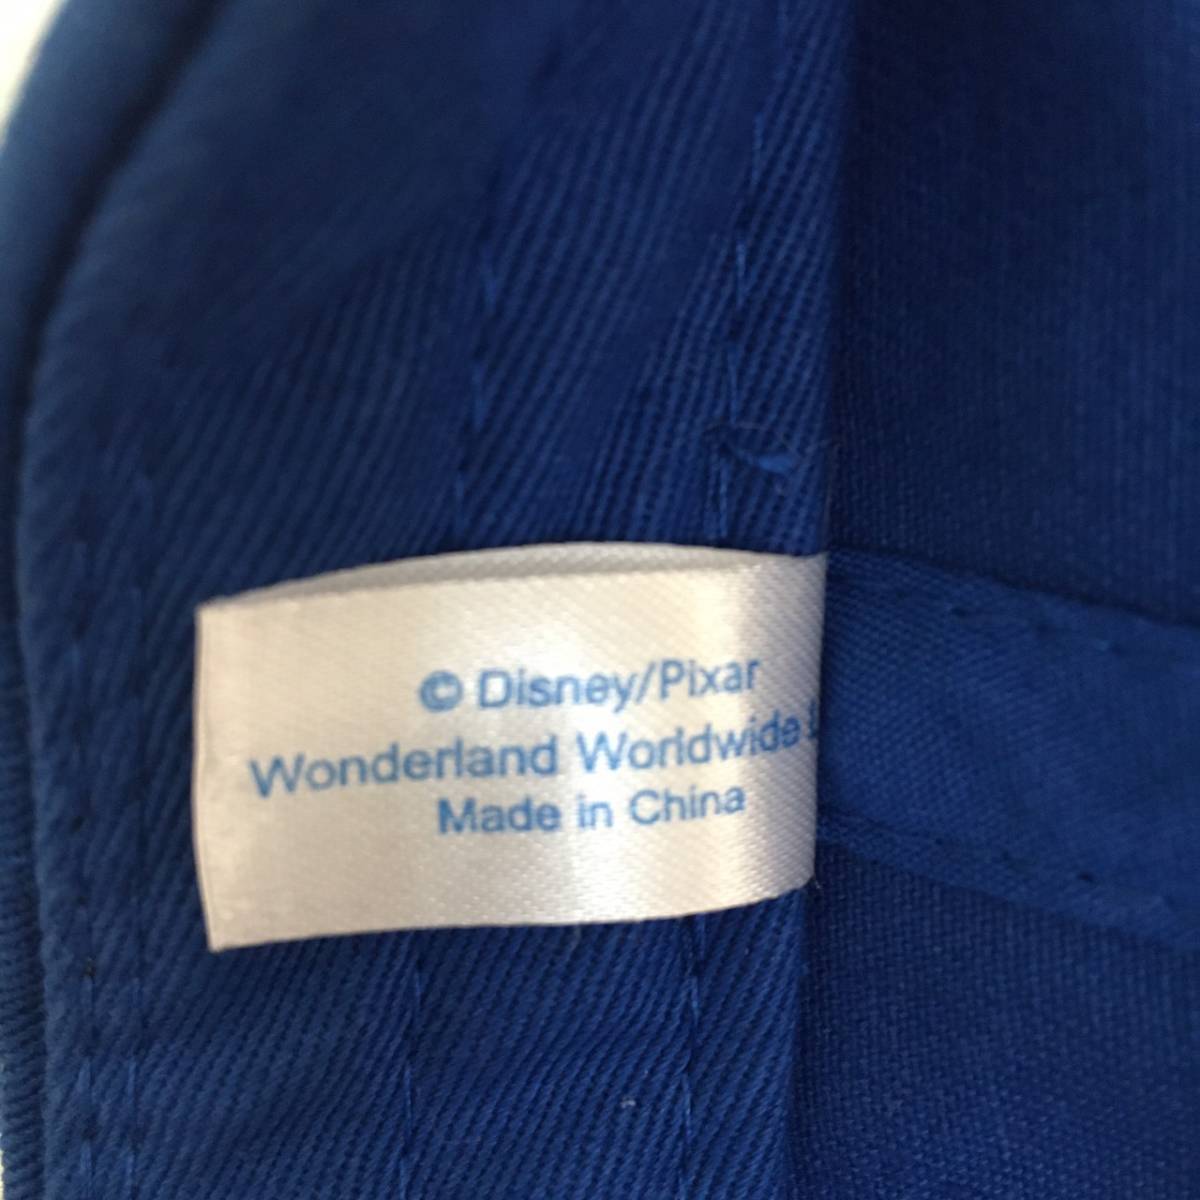 © Disney/Pixar
Wonderland Worldwide
Made in China